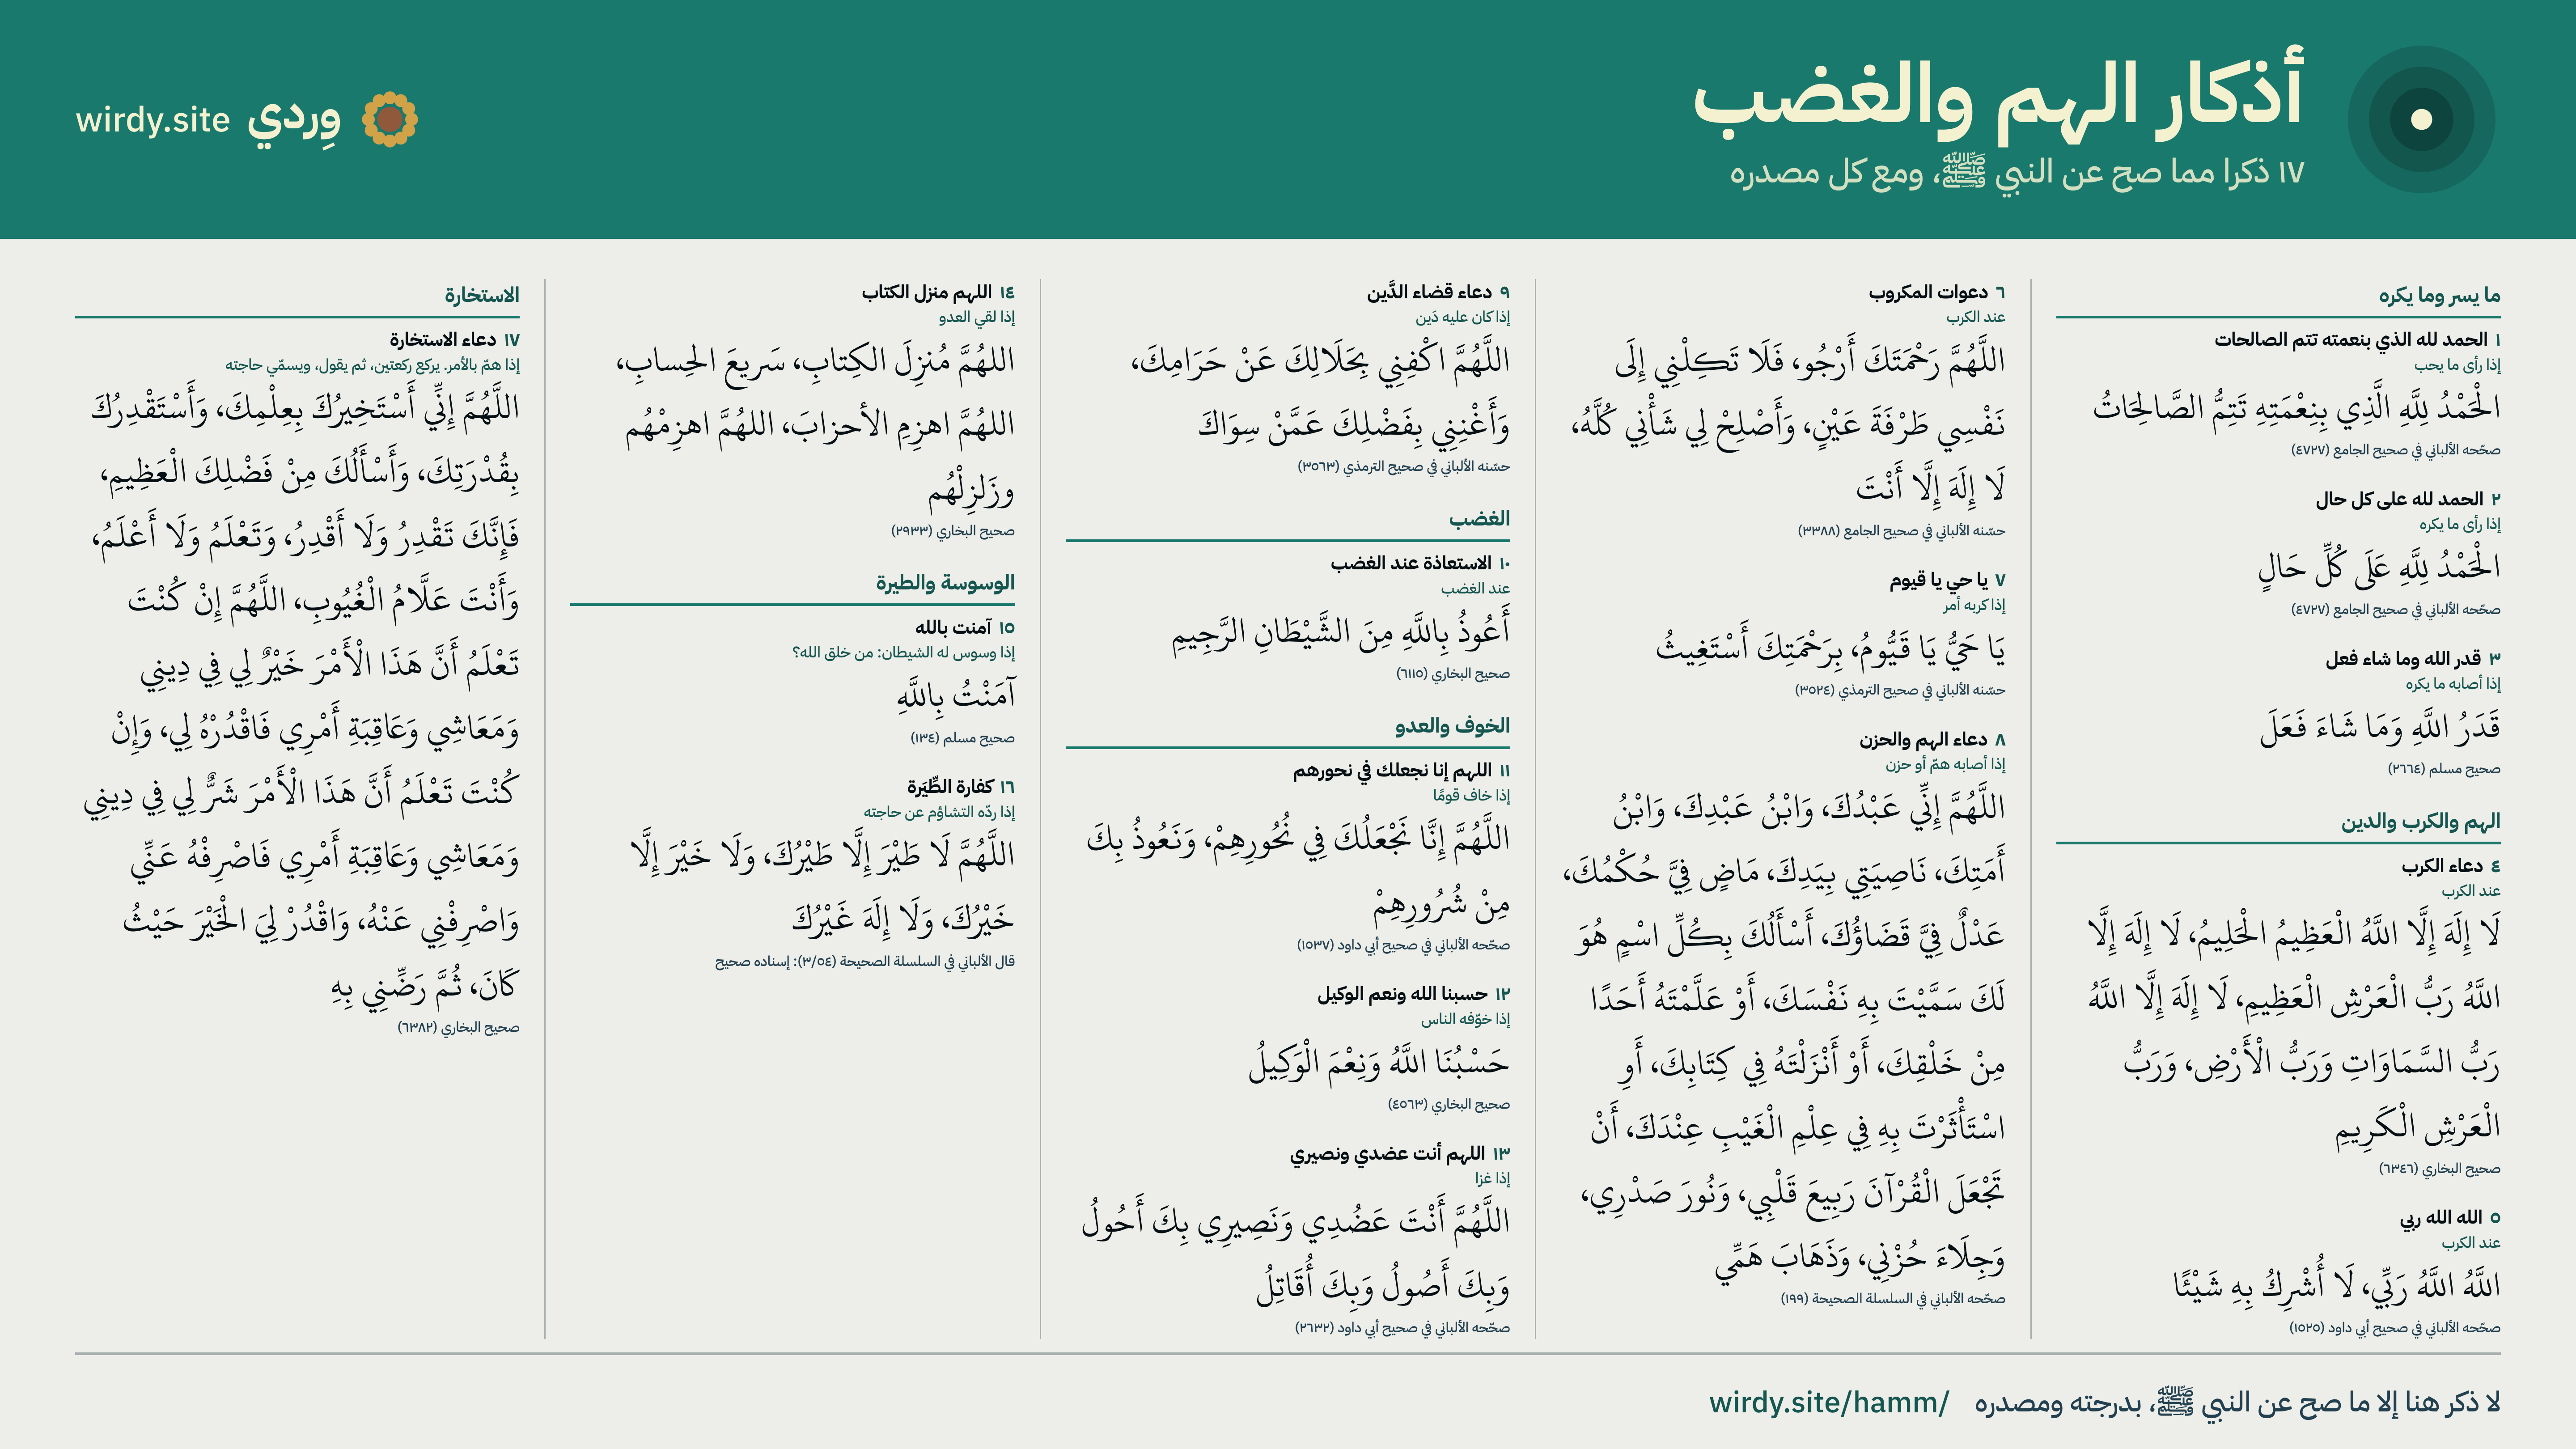 أذكار الهم والغضب
١٧ ذكرا مما صح عن النبي ﷺ، ومع كل مصدره
وِردي wirdy.site
ما يسر وما يكره
١ الحمد لله الذي بنعمته تتم الصالحات
إذا رأى ما يحب
الْحَمْدُ لِلَّهِ الَّذِي بِنِعْمَتِهِ تَتِمُّ الصَّالِحَاتُ
صحّحه الألباني في صحيح الجامع (٤٧٢٧)
٢ الحمد لله على كل حال
إذا رأى ما يكره
الْحَمْدُ لِلَّهِ عَلَى كُلِّ حَالٍ
صحّحه الألباني في صحيح الجامع (٤٧٢٧)
٣ قدر الله وما شاء فعل
إذا أصابه ما يكره
قَدَرُ اللَّهِ وَمَا شَاءَ فَعَلَ
صحيح مسلم (٢٦٦٤)
الهم والكرب والدين
٤ دعاء الكرب
عند الكرب
لَا إِلَهَ إِلَّا اللَّهُ الْعَظِيمُ الْحَلِيمُ، لَا إِلَهَ إِلَّا
اللَّهُ رَبُّ الْعَرْشِ الْعَظِيمِ، لَا إِلَهَ إِلَّا اللَّهُ
رَبُّ السَّمَاوَاتِ وَرَبُّ الْأَرْضِ، وَرَبُّ
الْعَرْشِ الْكَرِيمِ
صحيح البخاري (٦٣٤٦)
٥ الله الله ربي
عند الكرب
اللَّهُ اللَّهُ رَبِّي، لَا أُشْرِكُ بِهِ شَيْئًا
صحّحه الألباني في صحيح أبي داود (١٥٢٥)
٦ دعوات المكروب
عند الكرب
اللَّهُمَّ رَحْمَتَكَ أَرْجُو، فَلَا تَكِلْنِي إِلَى
نَفْسِي طَرْفَةَ عَيْنٍ، وَأَصْلِحْ لِي شَأْنِي كُلَّهُ،
لَا إِلَهَ إِلَّا أَنْتَ
حسّنه الألباني في صحيح الجامع (٣٣٨٨)
٧ يا حي يا قيوم
إذا كربه أمر
يَا حَيُّ يَا قَيُّومُ، بِرَحْمَتِكَ أَسْتَغِيثُ
حسّنه الألباني في صحيح الترمذي (٣٥٢٤)
٨ دعاء الهم والحزن
إذا أصابه همّ أو حزن
اللَّهُمَّ إِنِّي عَبْدُكَ، وَابْنُ عَبْدِكَ، وَابْنُ
أَمَتِكَ، نَاصِيَتِي بِيَدِكَ، مَاضٍ فِيَّ حُكْمُكَ،
عَدْلٌ فِيَّ قَضَاؤُكَ، أَسْأَلُكَ بِكُلِّ اسْمٍ هُوَ
لَكَ سَمَّيْتَ بِهِ نَفْسَكَ، أَوْ عَلَّمْتَهُ أَحَدًا
مِنْ خَلْقِكَ، أَوْ أَنْزَلْتَهُ فِي كِتَابِكَ، أَوِ
اسْتَأْثَرْتَ بِهِ فِي عِلْمِ الْغَيْبِ عِنْدَكَ، أَنْ
تَجْعَلَ الْقُرْآنَ رَبِيعَ قَلْبِي، وَنُورَ صَدْرِي،
وَجِلَاءَ حُزْنِي، وَذَهَابَ هَمِّي
صحّحه الألباني في السلسلة الصحيحة (١٩٩)
٩ دعاء قضاء الدَّين
إذا كان عليه دَين
اللَّهُمَّ اكْفِنِي بِحَلَالِكَ عَنْ حَرَامِكَ،
وَأَغْنِنِي بِفَضْلِكَ عَمَّنْ سِوَاكَ
حسّنه الألباني في صحيح الترمذي (٣٥٦٣)
الغضب
١٠ الاستعاذة عند الغضب
عند الغضب
أَعُوذُ بِاللَّهِ مِنَ الشَّيْطَانِ الرَّجِيمِ
صحيح البخاري (٦١١٥)
الخوف والعدو
١١ اللهم إنا نجعلك في نحورهم
إذا خاف قومًا
اللَّهُمَّ إِنَّا نَجْعَلُكَ فِي نُحُورِهِمْ، وَنَعُوذُ بِكَ
مِنْ شُرُورِهِمْ
صحّحه الألباني في صحيح أبي داود (١٥٣٧)
١٢ حسبنا الله ونعم الوكيل
إذا خوّفه الناس
حَسْبُنَا اللَّهُ وَنِعْمَ الْوَكِيلُ
صحيح البخاري (٤٥٦٣)
١٣ اللهم أنت عضدي ونصيري
إذا غزا
اللَّهُمَّ أَنْتَ عَضُدِي وَنَصِيرِي بِكَ أَحُولُ
وَبِكَ أَصُولُ وَبِكَ أُقَاتِلُ
صحّحه الألباني في صحيح أبي داود (٢٦٣٢)
١٤ اللهم منزل الكتاب
إذا لقي العدو
اللهُمَّ مُنزِلَ الكِتابِ، سَريعَ الحِسابِ،
اللهُمَّ اهزِمِ الأحزابَ، اللهُمَّ اهزِمْهُم
وزَلزِلْهُم
صحيح البخاري (٢٩٣٣)
الوسوسة والطيرة
١٥ آمنت بالله
إذا وسوس له الشيطان: من خلق الله؟
آمَنْتُ بِاللَّهِ
صحيح مسلم (١٣٤)
١٦ كفارة الطِّيَرة
إذا ردّه التشاؤم عن حاجته
اللَّهُمَّ لَا طَيْرَ إِلَّا طَيْرُكَ، وَلَا خَيْرَ إِلَّا
خَيْرُكَ، وَلَا إِلَهَ غَيْرُكَ
قال الألباني في السلسلة الصحيحة (٣/٥٤): إسناده صحيح
الاستخارة
١٧ دعاء الاستخارة
إذا همّ بالأمر. يركع ركعتين، ثم يقول، ويسمّي حاجته
اللَّهُمَّ إِنِّي أَسْتَخِيرُكَ بِعِلْمِكَ، وَأَسْتَقْدِرُكَ
بِقُدْرَتِكَ، وَأَسْأَلُكَ مِنْ فَضْلِكَ الْعَظِيمِ،
فَإِنَّكَ تَقْدِرُ وَلَا أَقْدِرُ، وَتَعْلَمُ وَلَا أَعْلَمُ،
وَأَنْتَ عَلَّامُ الْغُيُوبِ، اللَّهُمَّ إِنْ كُنْتَ
تَعْلَمُ أَنَّ هَذَا الْأَمْرَ خَيْرٌ لِي فِي دِينِي
وَمَعَاشِي وَعَاقِبَةِ أَمْرِي فَاقْدُرْهُ لِي، وَإِنْ
كُنْتَ تَعْلَمُ أَنَّ هَذَا الْأَمْرَ شَرٌّ لِي فِي دِينِي
وَمَعَاشِي وَعَاقِبَةِ أَمْرِي فَاصْرِفْهُ عَنِّي
وَاصْرِفْنِي عَنْهُ، وَاقْدُرْ لِيَ الْخَيْرَ حَيْثُ
كَانَ، ثُمَّ رَضِّنِي بِهِ
صحيح البخاري (٦٣٨٢)
لا ذكر هنا إلا ما صح عن النبي ﷺ، بدرجته ومصدره wirdy.site/hamm/